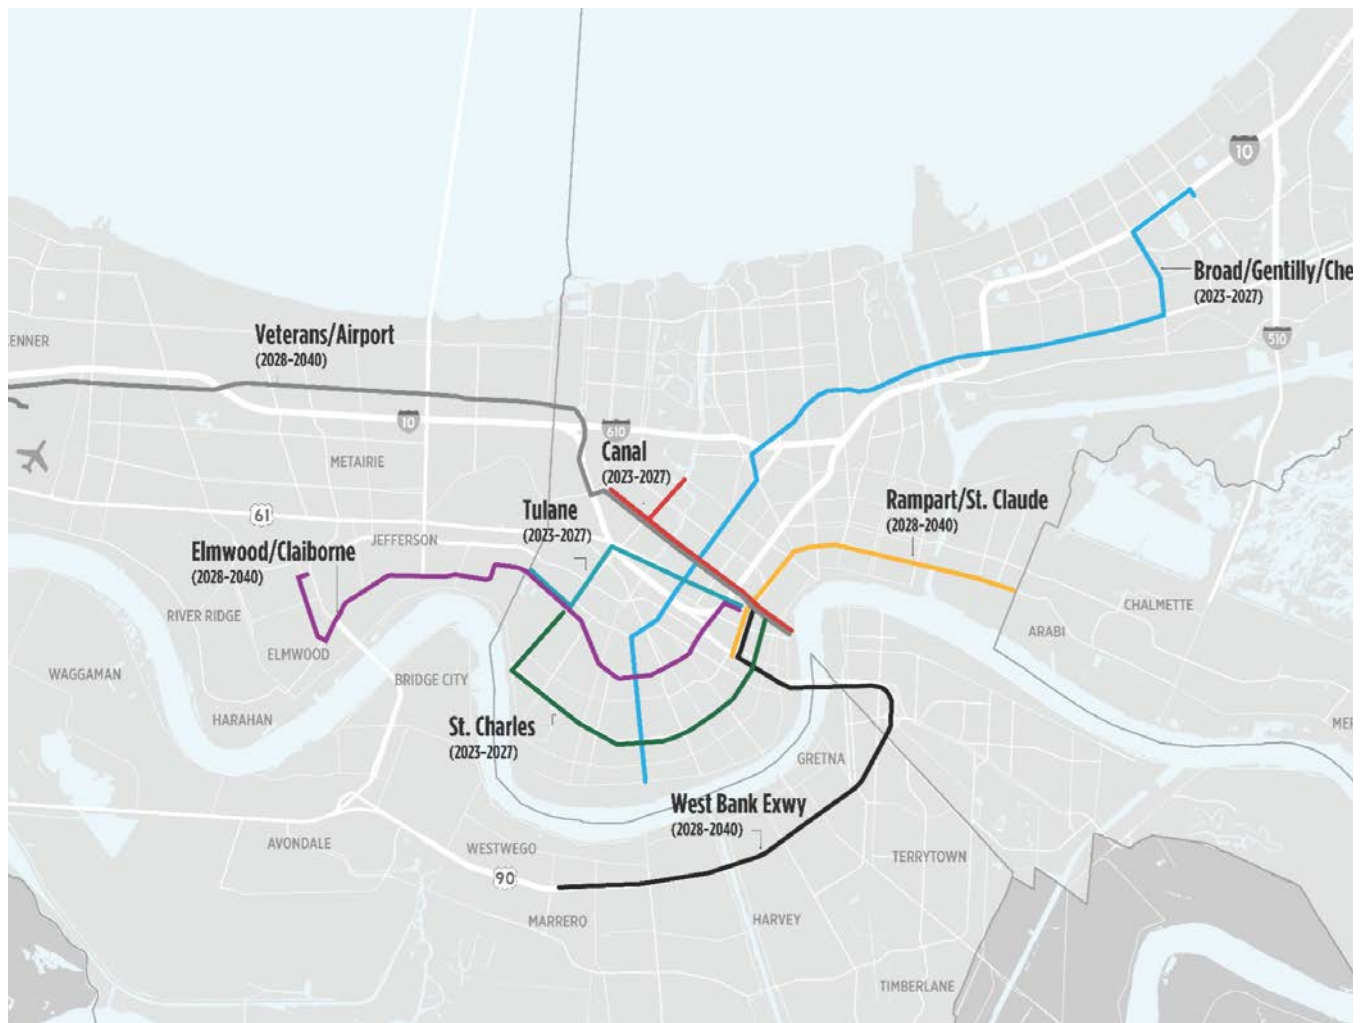 10
Broad/Gentilly/Che
(2023-2027)
510
Veterans/Airport
(2028-2040)
ENNER
10
610
METAIRIE
Canal
(2023-2027)
Tulane
(2023-2027)
Rampart/St. Claude
(2028-2040)
61
JEFFERSON
Elmwood/Claiborne
(2028-2040)
RIVER RIDGE
CHALMETTE
ARABI
ELMWOOD
WAGGAMAN
BRIDGE CITY
HARAHAN
MER
St. Charles
(2023-2027)
GRETNA
West Bank Exwy
(2028-2040)
AVONDALE
WESTWEGO
TERRYTOWN
90
MARRERO
HARVEY
TIMBERLANE